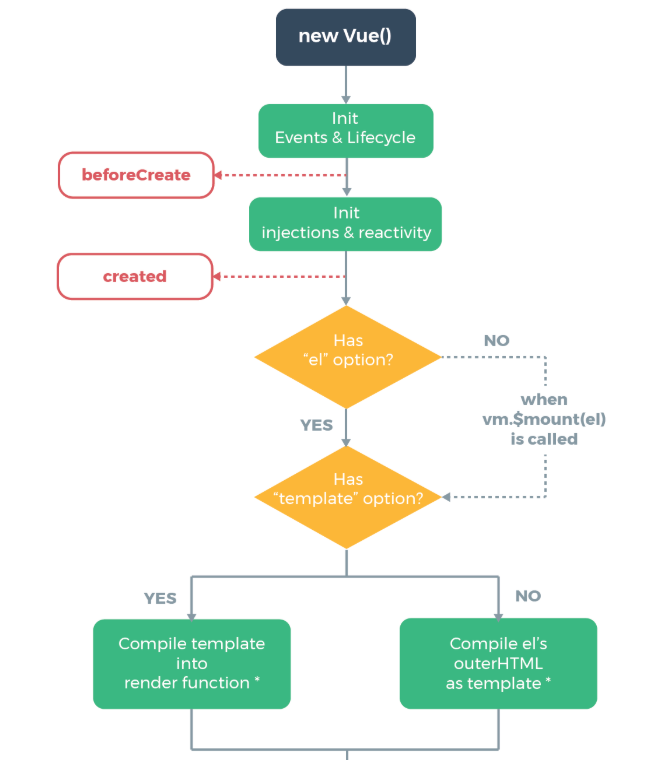 new Vue()
Init
Events & Lifecycle
beforeCreate
Init
injections & reactivity
created
Has
“el” option?
NO
when
vm.$mount(el)
is called
YES
Has
“template” option?
YES
NO
Compile template
into
render function *
Compile el’s
outerHTML
as template *